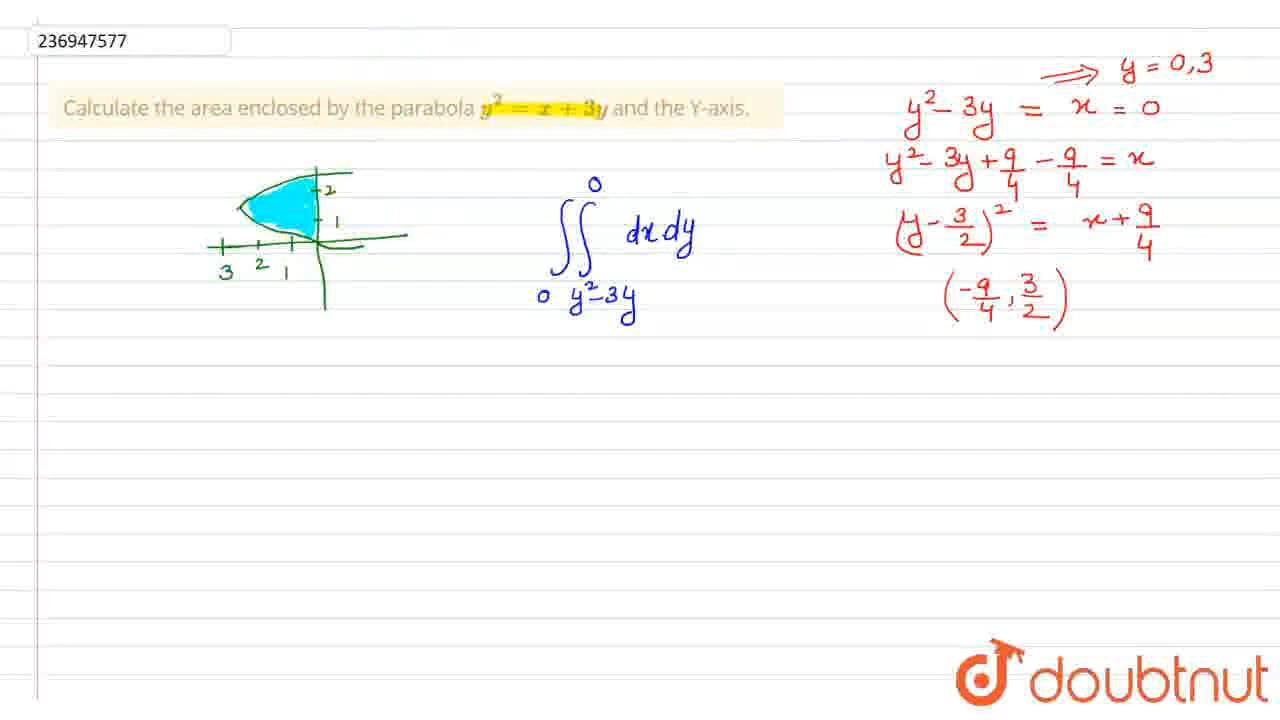 236947577
Calculate the area enclosed by the parabola y² = x + 3y and the Y-axis.
⟹ y = 0,3
y² - 3y = x = 0
y² - 3y + 9/4 - 9/4 = x
(y - 3/2)² = x + 9/4
(-9/4, 3/2)
2
1
3 2 1
0
∫∫ dx dy
0 y²-3y
doubtnut